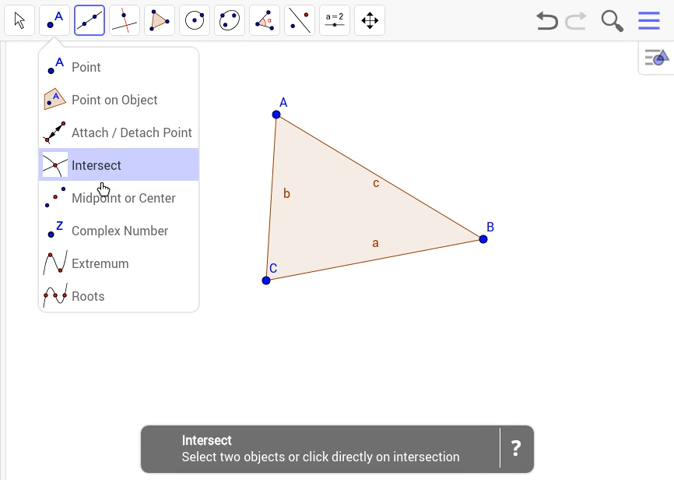 A
α
a=2
A
Point
A
Point on Object
Attach / Detach Point
Intersect
Midpoint or Center
Z
Complex Number
Extremum
Roots
A
c
b
B
a
C
Intersect
Select two objects or click directly on intersection
?